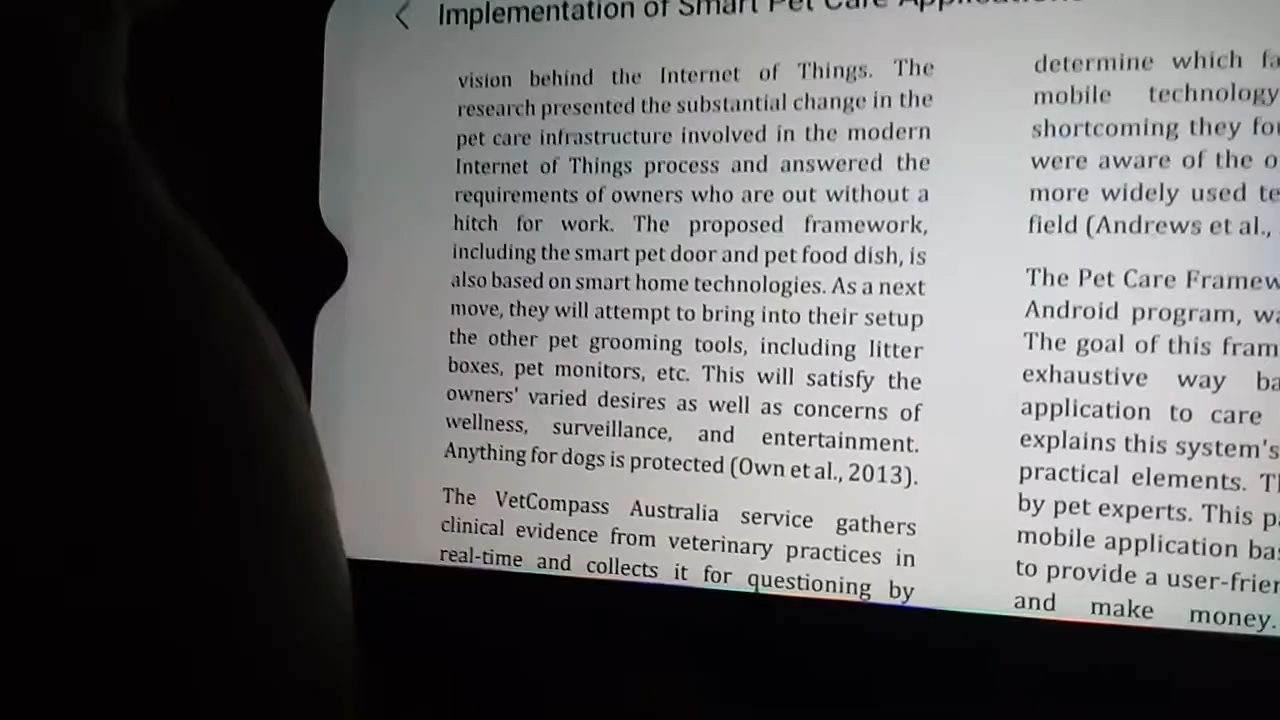 Implementation of Smart Pet Care
vision behind the Internet of Things. The
research presented the substantial change in the
pet care infrastructure involved in the modern
Internet of Things process and answered the
requirements of owners who are out without a
hitch for work. The proposed framework,
including the smart pet door and pet food dish, is
also based on smart home technologies. As a next
move, they will attempt to bring into their setup
the other pet grooming tools, including litter
boxes, pet monitors, etc. This will satisfy the
owners' varied desires as well as concerns of
wellness, surveillance, and entertainment.
Anything for dogs is protected (Own et al., 2013).
The VetCompass Australia service gathers
clinical evidence from veterinary practices in
real-time and collects it for questioning by
determine which
mobile technology
shortcoming they
were aware of the
more widely used
field (Andrews et al.,
The Pet Care
Android program,
The goal of this
exhaustive way
application to care
explains this system's
practical elements.
by pet experts. This
mobile application
to provide a
and make money.